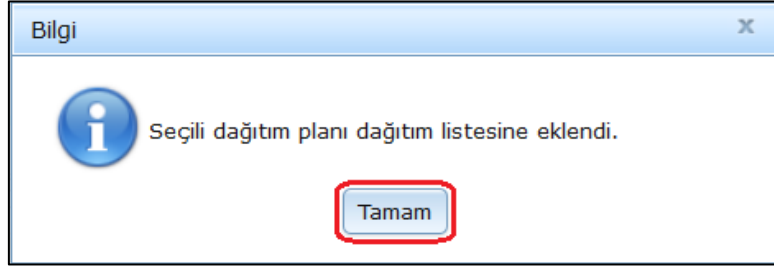 Bilgi
Seçili dağıtım planı dağıtım listesine eklendi.
Tamam